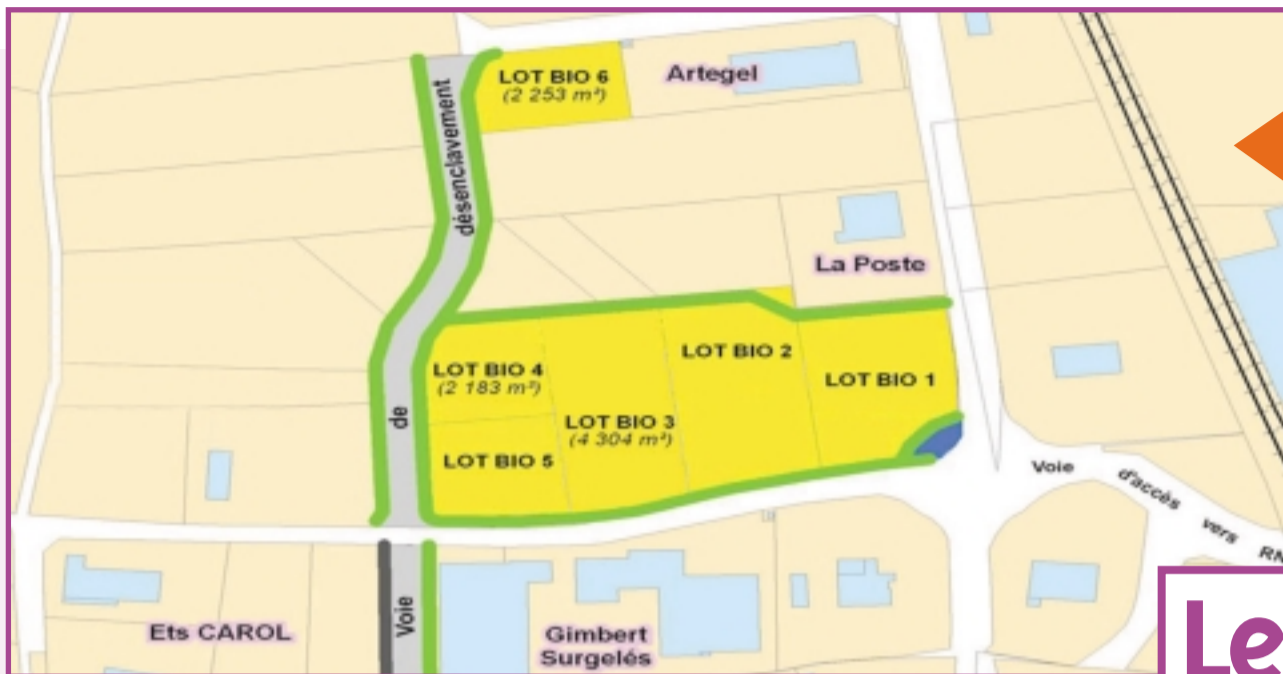 LOT BIO 6
(2 253 m²)
Artegel
désenclavement
La Poste
LOT BIO 4
(2 183 m²)
LOT BIO 2
LOT BIO 1
LOT BIO 3
(4 304 m²)
LOT BIO 5
de
Voie d'accès vers RN
Voie
Ets CAROL
Gimbert
Surgelés
Le